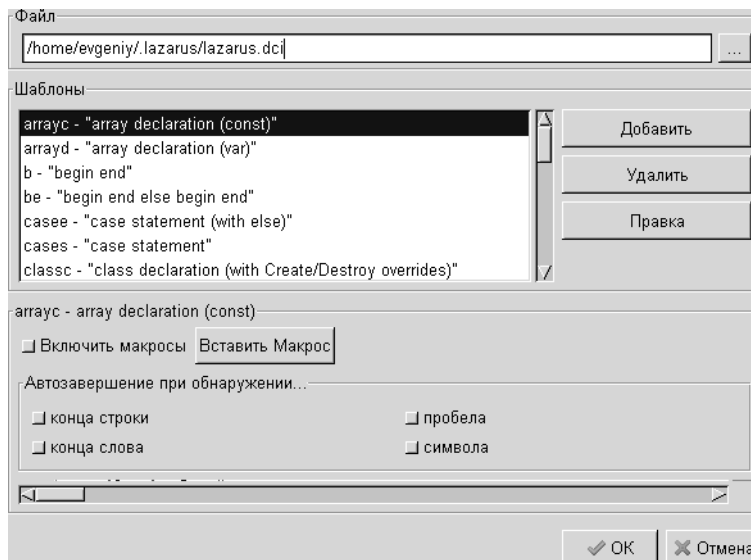 Файл
/home/evgeniy/.lazarus/lazarus.dci
...
Шаблоны
arrayc - "array declaration (const)"
arrayd - "array declaration (var)"
b - "begin end"
be - "begin end else begin end"
casee - "case statement (with else)"
cases - "case statement"
classc - "class declaration (with Create/Destroy overrides)"
Добавить
Удалить
Правка
arrayc - array declaration (const)
Включить макросы Вставить Макрос
Автозавершение при обнаружении...
конца строки пробела
конца слова символа
OK Отмена